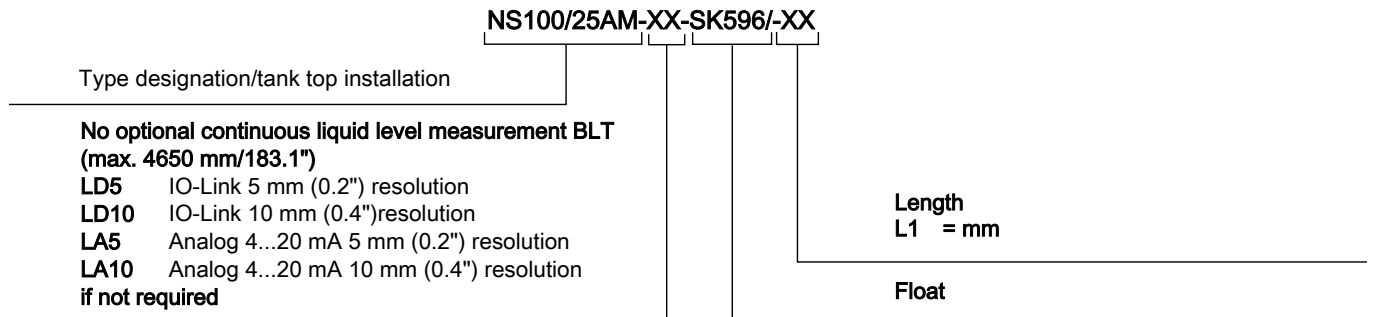 NS100/25AM-XX-SK596/-XX
Type designation/tank top installation
No optional continuous liquid level measurement BLT
(max. 4650 mm/183.1")
LD5 IO-Link 5 mm (0.2") resolution
LD10 IO-Link 10 mm (0.4")resolution
LA5 Analog 4...20 mA 5 mm (0.2") resolution
LA10 Analog 4...20 mA 10 mm (0.4") resolution
if not required
Length
L1 = mm
Float